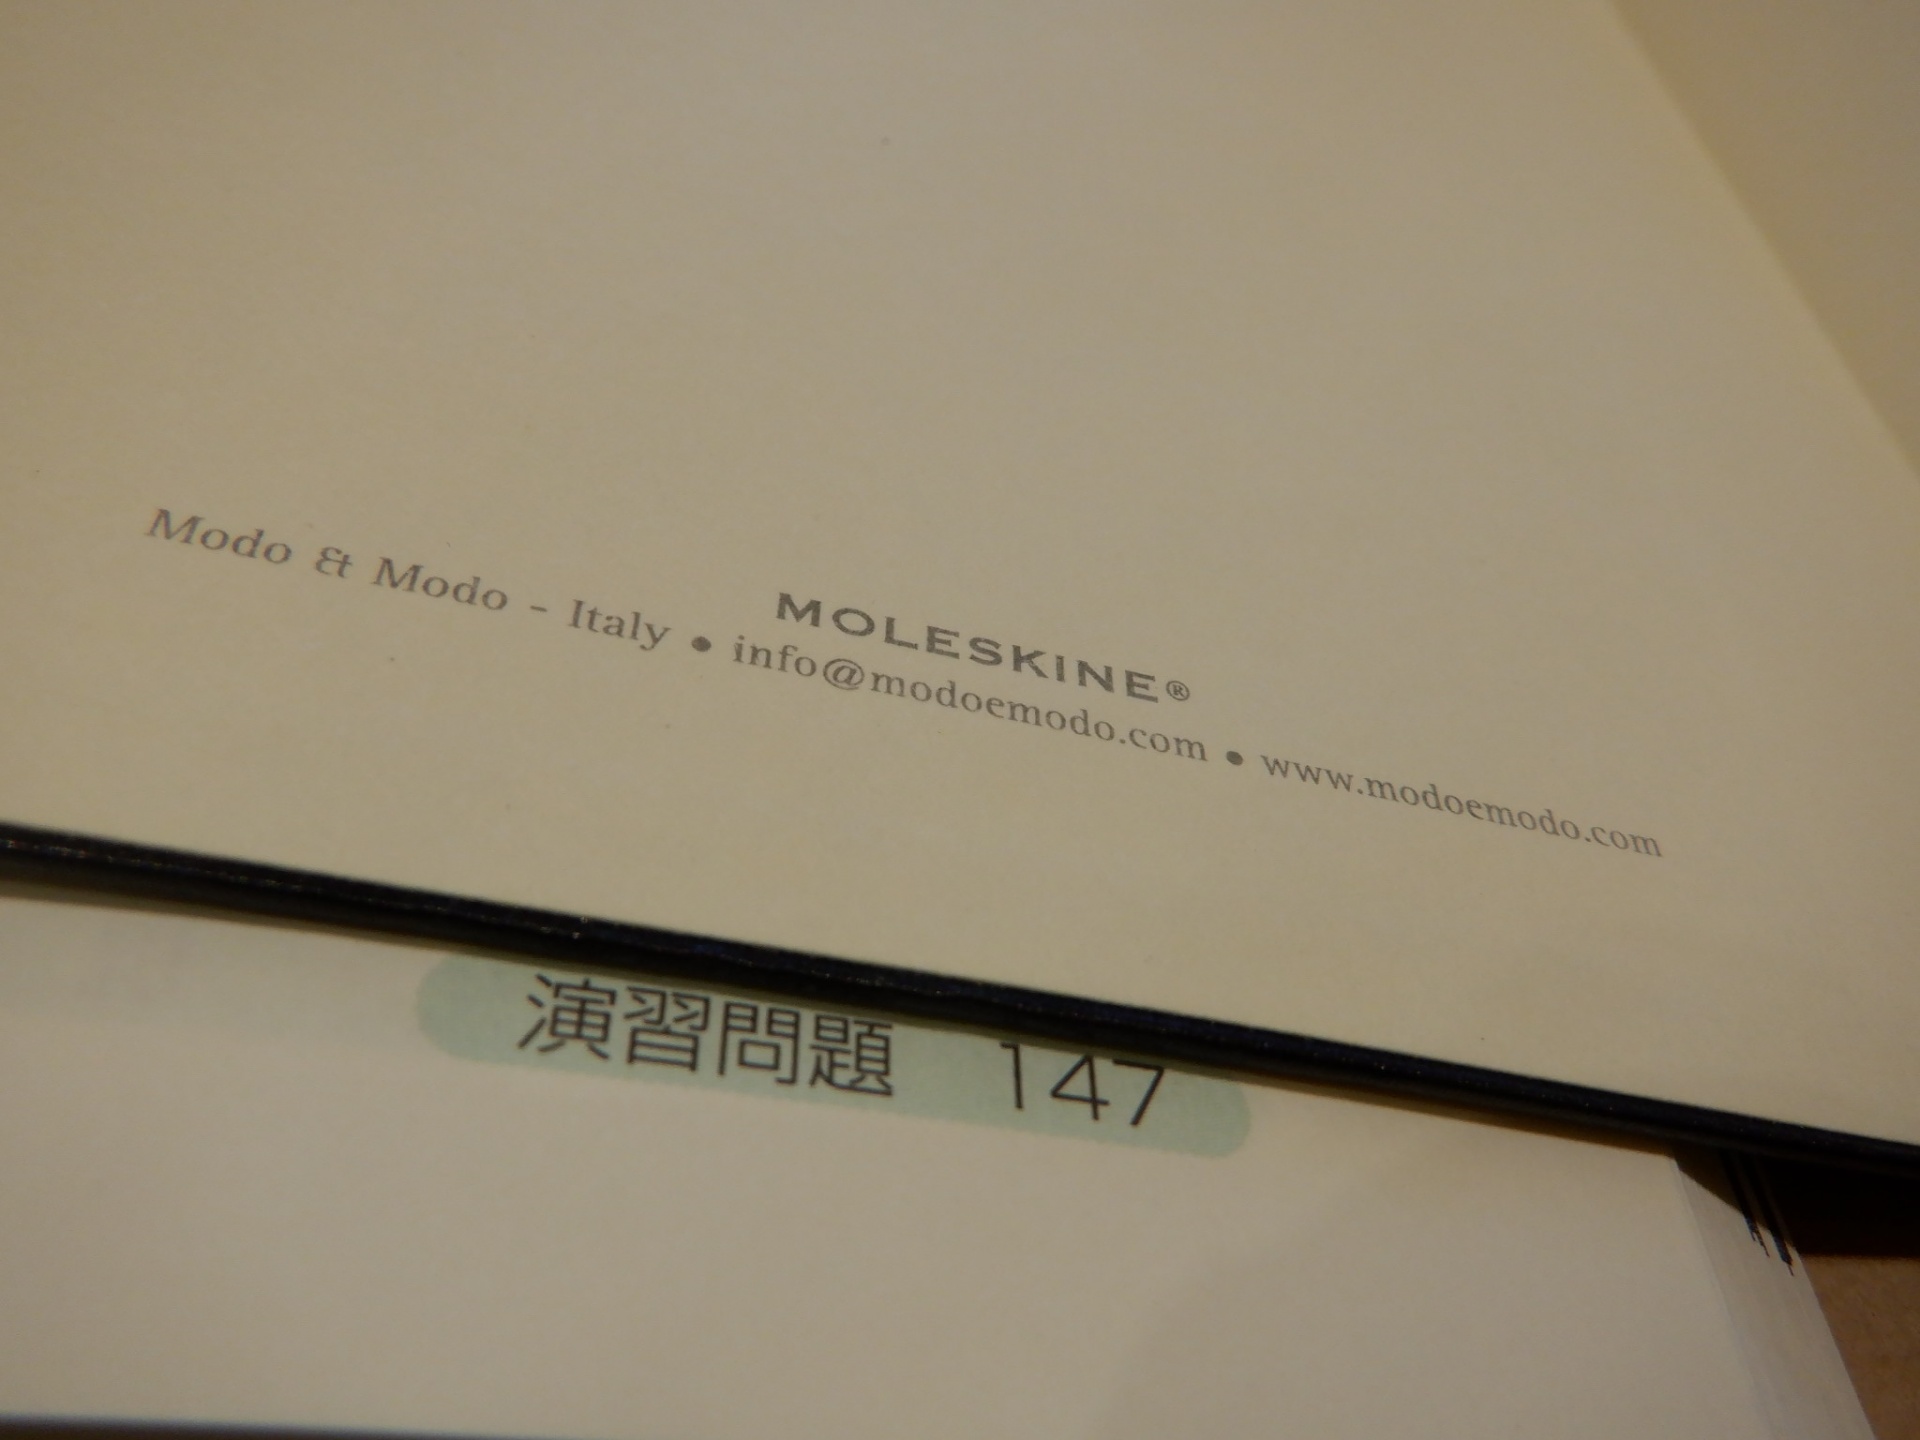 MOLESKINE®
Modo & Modo - Italy • info@modoemodo.com • www.modoemodo.com
演習問題 147